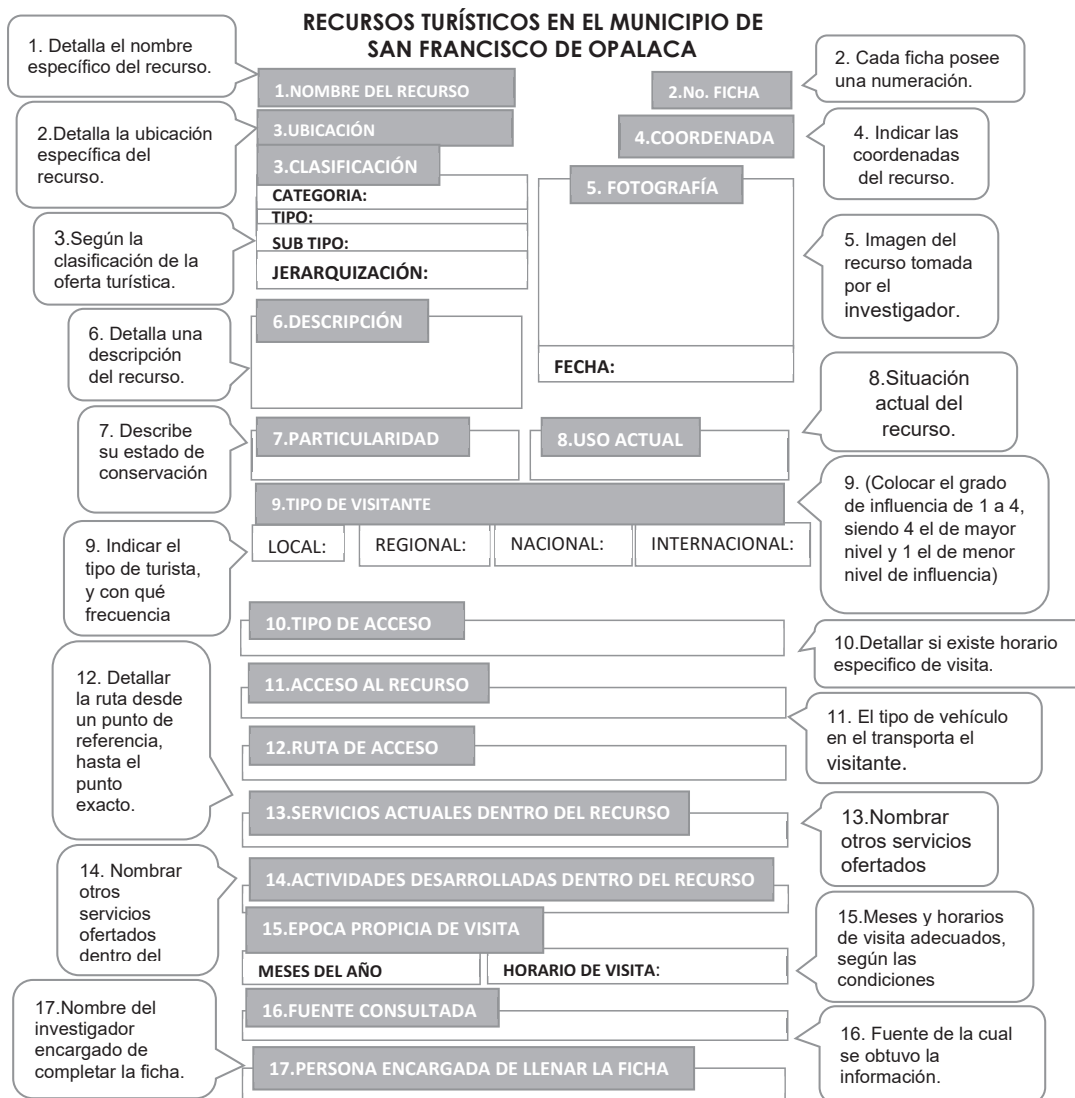 RECURSOS TURÍSTICOS EN EL MUNICIPIO DE
SAN FRANCISCO DE OPALACA
1. Detalla el nombre
específico del recurso.
1.NOMBRE DEL RECURSO
2.No. FICHA
2. Cada ficha posee
una numeración.
2.Detalla la ubicación
específica del
recurso.
3.UBICACIÓN
4.COORDENADA
4. Indicar las
coordenadas
del recurso.
3.CLASIFICACIÓN
CATEGORIA:
TIPO:
SUB TIPO:
JERARQUIZACIÓN:
3.Según la
clasificación de la
oferta turística.
5. FOTOGRAFÍA
FECHA:
5. Imagen del
recurso tomada
por el
investigador.
6. Detalla una
descripción
del recurso.
6.DESCRIPCIÓN
7. Describe
su estado de
conservación
7.PARTICULARIDAD
8.USO ACTUAL
8.Situación
actual del
recurso.
9.TIPO DE VISITANTE
LOCAL:
REGIONAL:
NACIONAL:
INTERNACIONAL:
9. Indicar el
tipo de turista,
y con qué
frecuencia
9. (Colocar el grado
de influencia de 1 a 4,
siendo 4 el de mayor
nivel y 1 el de menor
nivel de influencia)
10.TIPO DE ACCESO
10.Detallar si existe horario
especifico de visita.
11.ACCESO AL RECURSO
11. El tipo de vehículo
en el transporta el
visitante.
12. Detallar
la ruta desde
un punto de
referencia,
hasta el
punto
exacto.
12.RUTA DE ACCESO
13.SERVICIOS ACTUALES DENTRO DEL RECURSO
13.Nombrar
otros servicios
ofertados
14. Nombrar
otros
servicios
ofertados
dentro del
14.ACTIVIDADES DESARROLLADAS DENTRO DEL RECURSO
15.EPOCA PROPICIA DE VISITA
MESES DEL AÑO
HORARIO DE VISITA:
15.Meses y horarios
de visita adecuados,
según las
condiciones
16.FUENTE CONSULTADA
16. Fuente de la cual
se obtuvo la
información.
17.Nombre del
investigador
encargado de
completar la ficha.
17.PERSONA ENCARGADA DE LLENAR LA FICHA